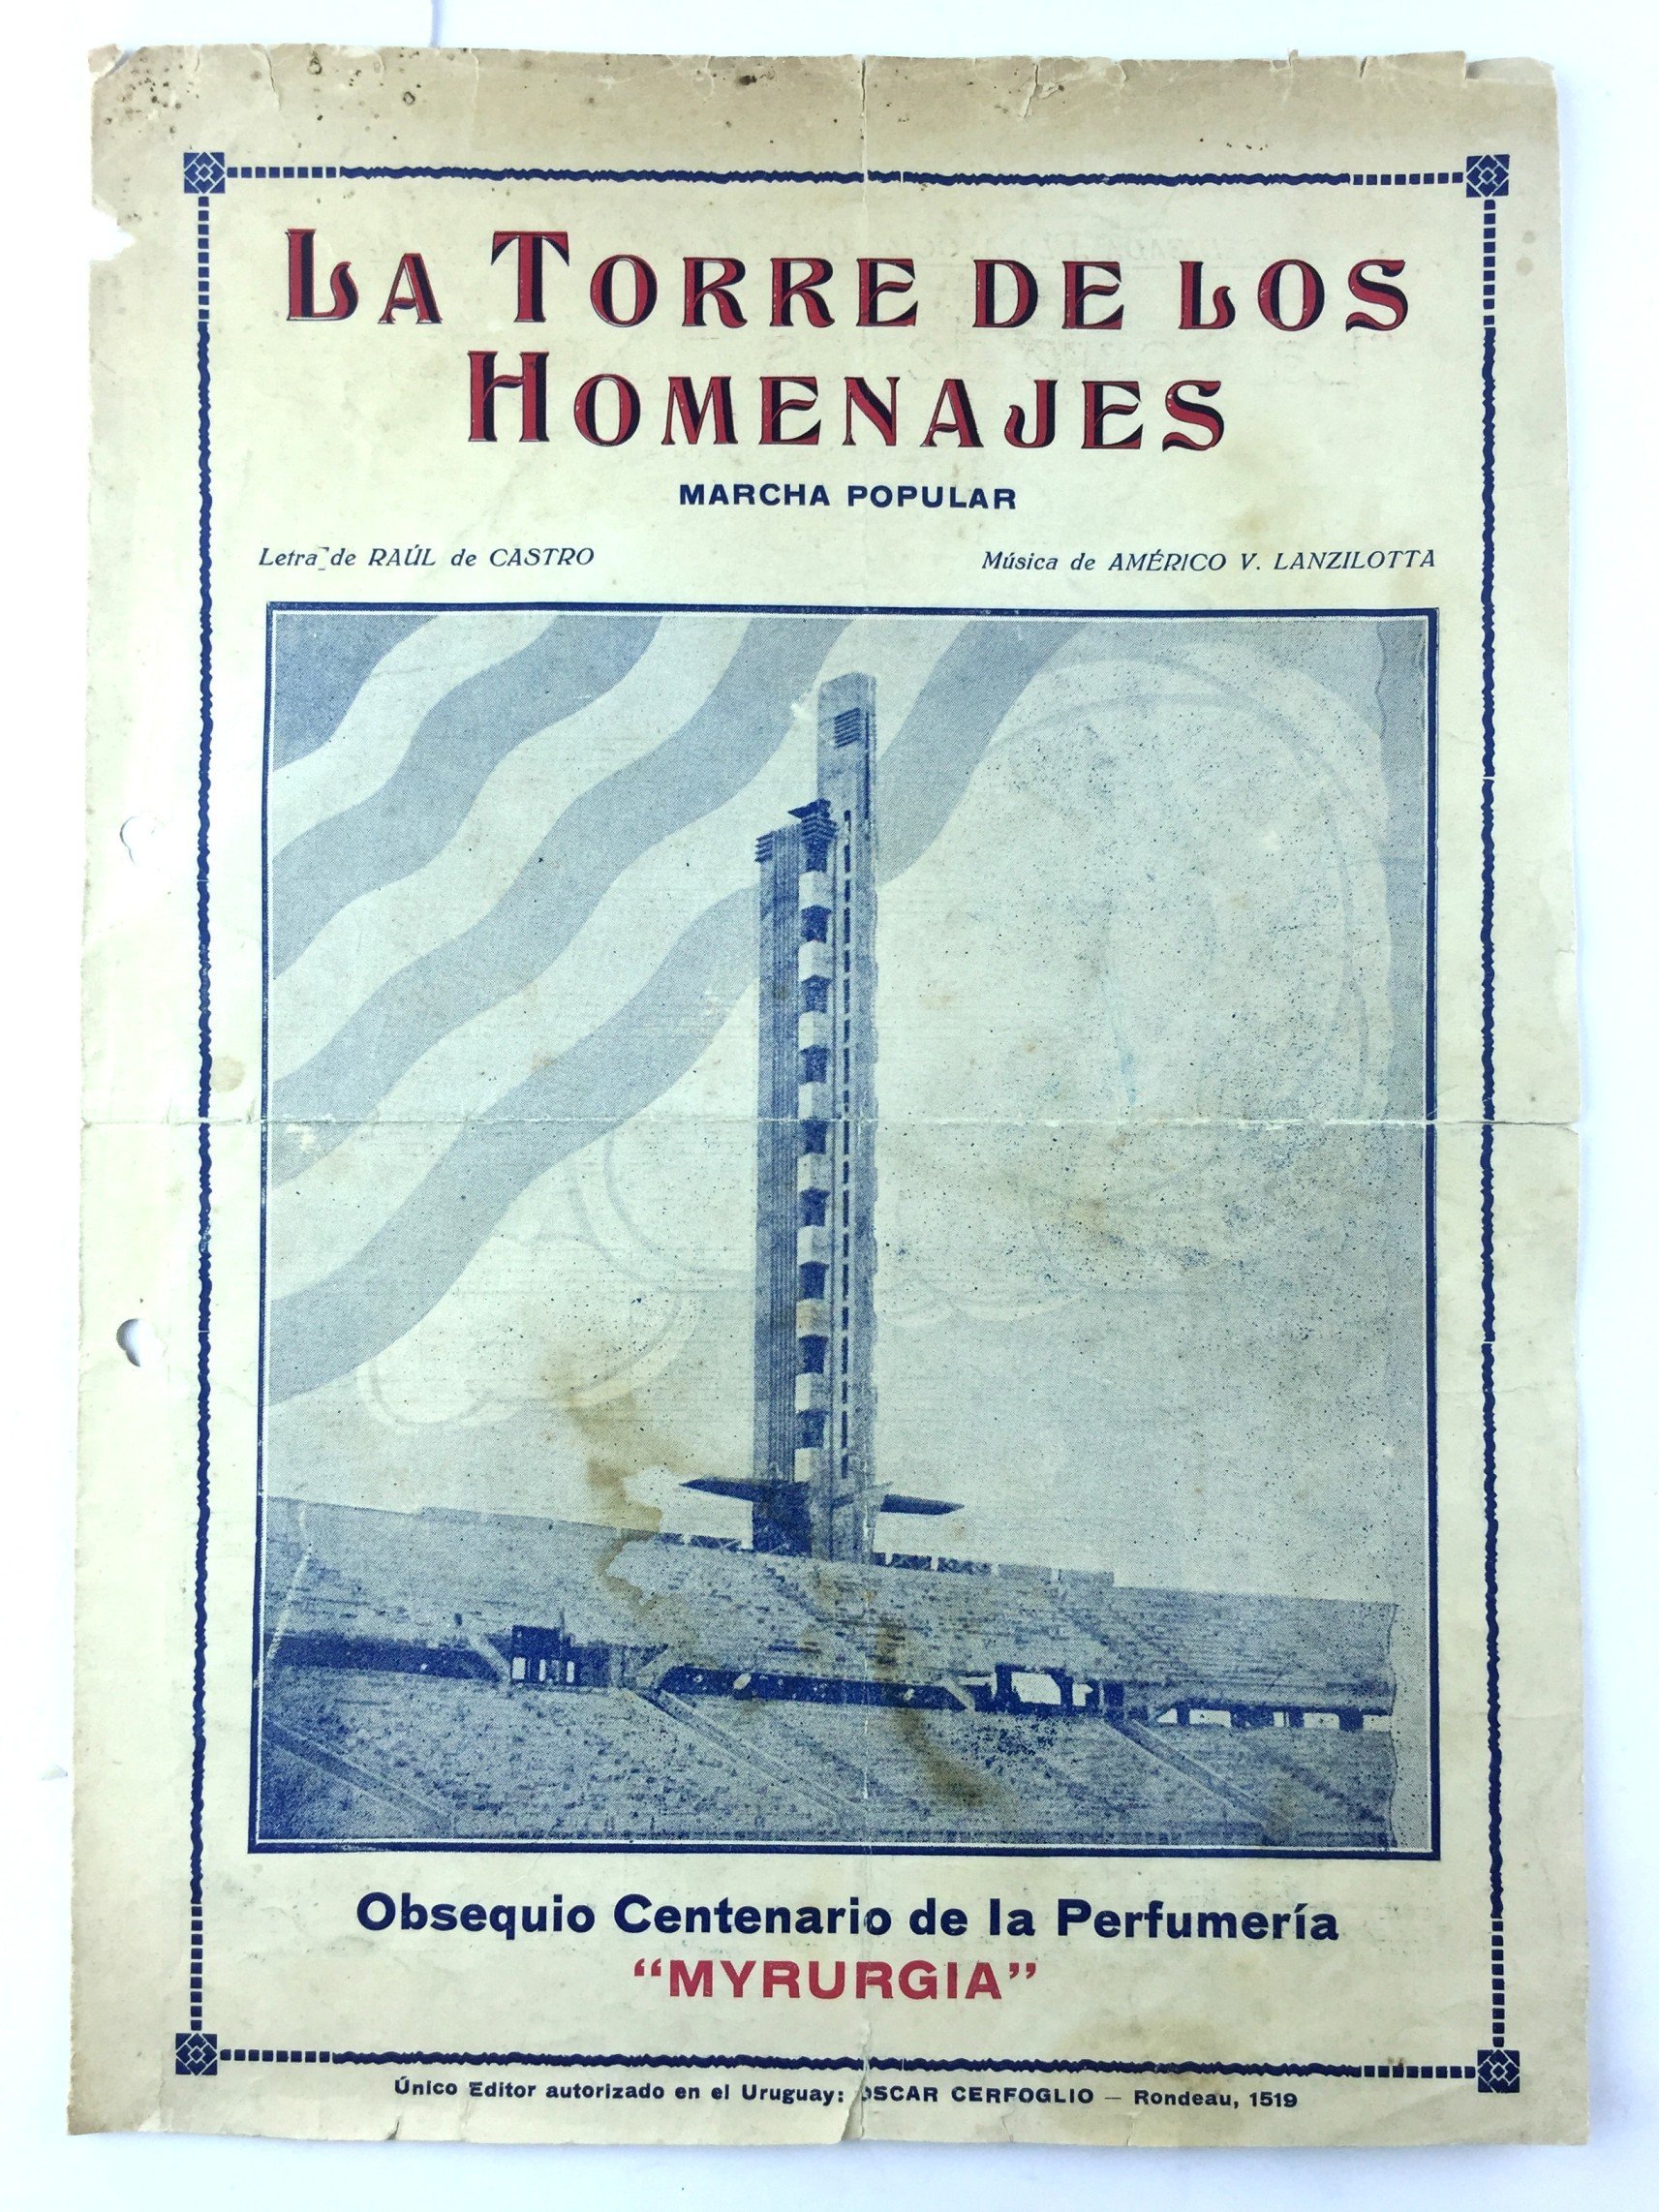 LA TORRE DE LOS
HOMENAJES
MARCHA POPULAR
Letra de RAÚL de CASTRO
Música de AMÉRICO V. LANZILOTTA
Obsequio Centenario de la Perfumería
“MYRURGIA”
Único Editor autorizado en el Uruguay: OSCAR CERFOGLIO — Rondeau, 1519